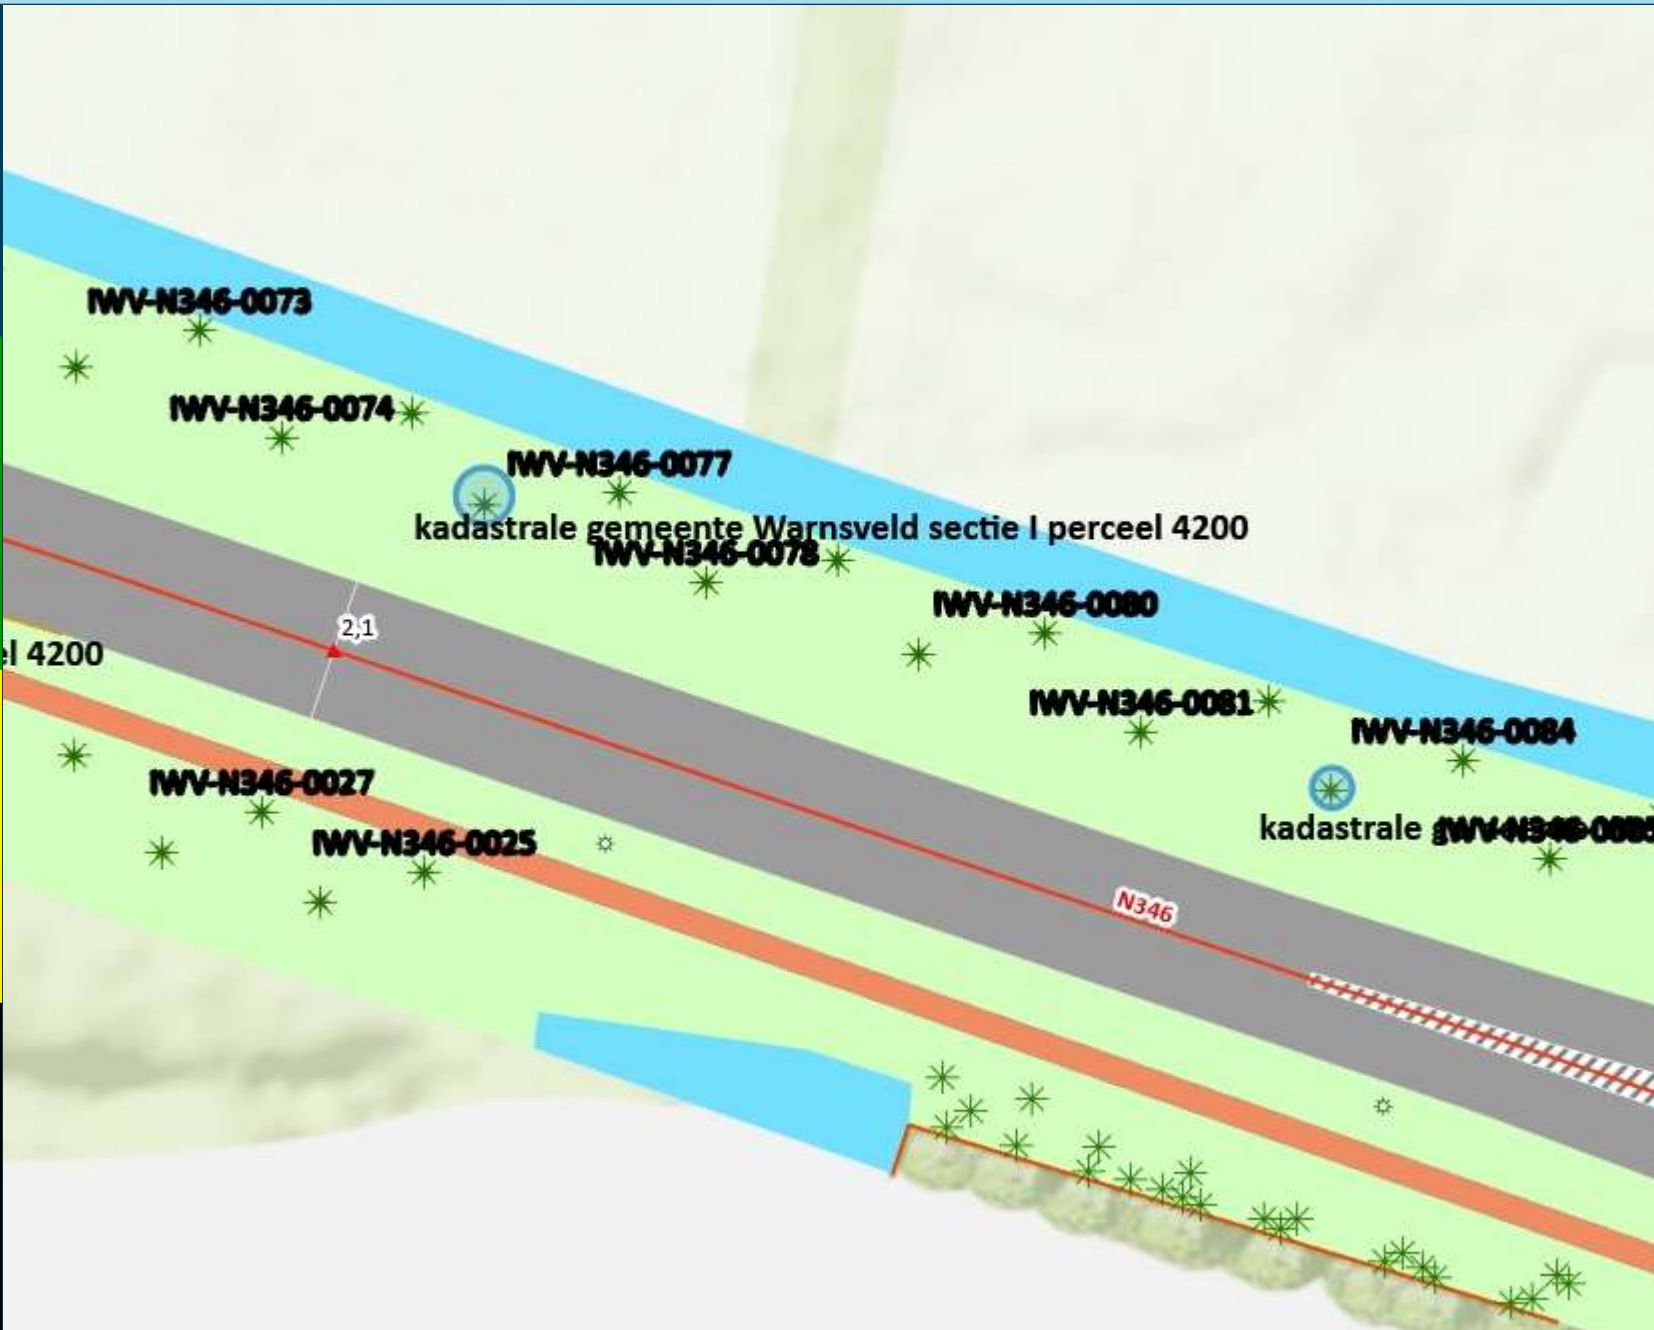 IWV-N346-0073
IWV-N346-0074
IWV-N346-0077
kadastrale gemeente Warnsveld sectie I perceel 4200
IWV-N346-0078
IWV-N346-0080
2,1
4200
IWV-N346-0081
IWV-N346-0084
IWV-N346-0027
kadastrale
IWV-N346-0025
N346